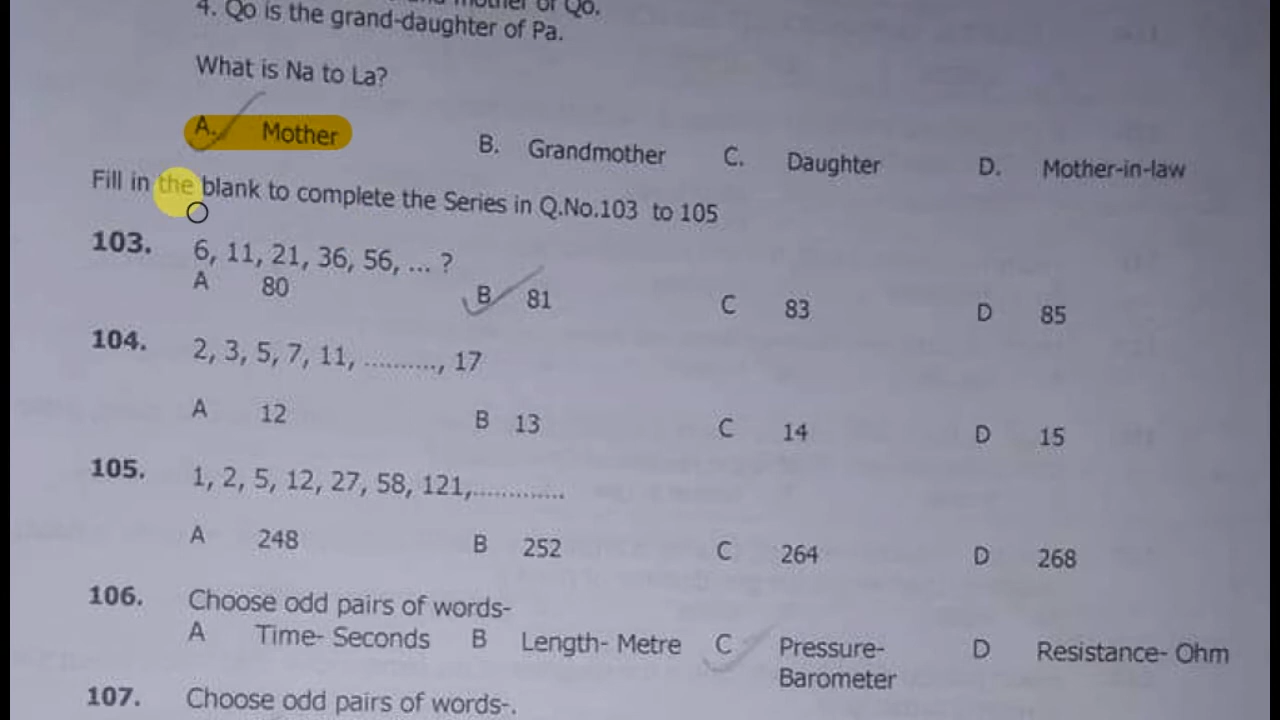 mother of Qo.
4. Qo is the grand-daughter of Pa.
What is Na to La?
A. Mother B. Grandmother C. Daughter D. Mother-in-law
Fill in the blank to complete the Series in Q.No.103 to 105
103. 6, 11, 21, 36, 56, ... ?
A 80 B 81 C 83 D 85
104. 2, 3, 5, 7, 11, .........., 17
A 12 B 13 C 14 D 15
105. 1, 2, 5, 12, 27, 58, 121,.............
A 248 B 252 C 264 D 268
106. Choose odd pairs of words-
A Time- Seconds B Length- Metre C Pressure- D Resistance- Ohm
Barometer
107. Choose odd pairs of words-.